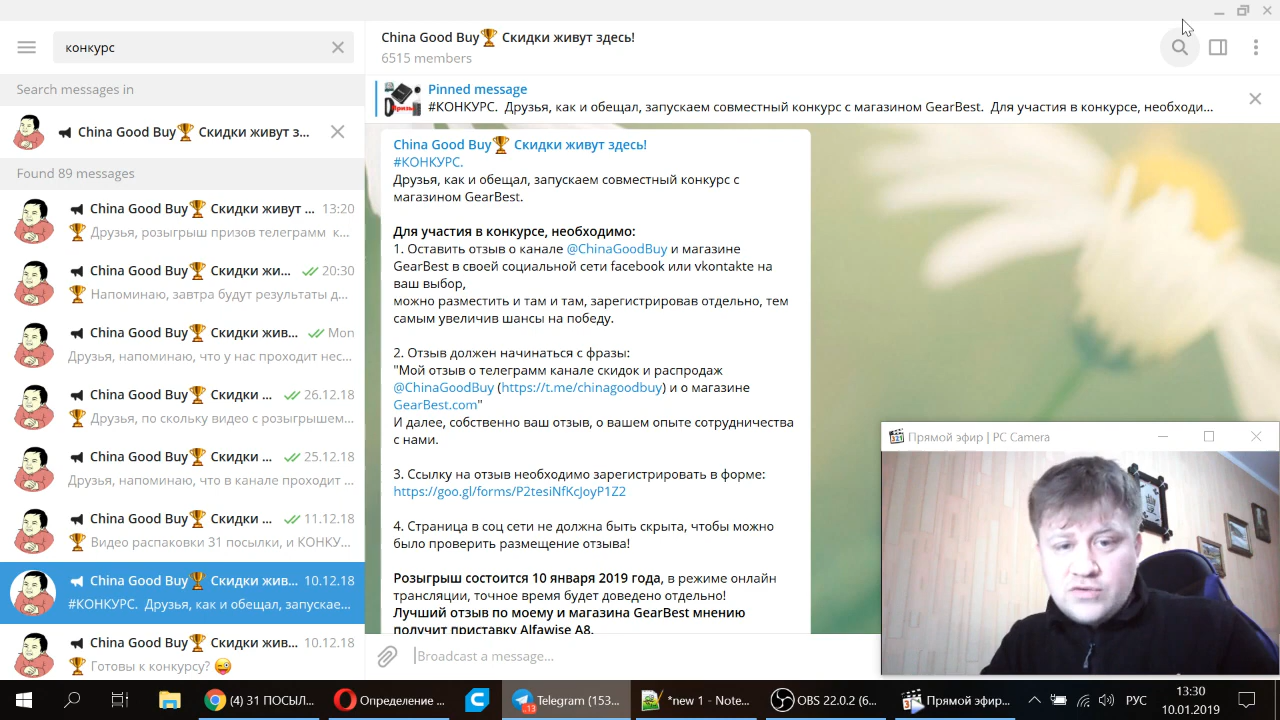 конкурс
China Good Buy🏆 Скидки живут здесь!
6515 members
Search messages in
China Good Buy🏆 Скидки живут з...
Found 89 messages
China Good Buy🏆 Скидки живут ... 13:20
🏆 Друзья, розыгрыш призов телеграмм к...
China Good Buy🏆 Скидки жи... 20:30
🏆 Напоминаю, завтра будут результаты д...
China Good Buy🏆 Скидки жив... Mon
Друзья, напоминаю, что у нас проходит нес...
China Good Buy🏆 Скидки ... 26.12.18
🏆 Друзья, по скольку видео с розыгрышем...
China Good Buy🏆 Скидки ... 25.12.18
Друзья, напоминаю, что в канале проходит ...
China Good Buy🏆 Скидки ... 11.12.18
🏆 Видео распаковки 31 посылки, и КОНКУ...
China Good Buy🏆 Скидки жив... 10.12.18
#КОНКУРС. Друзья, как и обещал, запускае...
China Good Buy🏆 Скидки жив... 10.12.18
🏆 Готовы к конкурсу? 😜
Pinned message
#КОНКУРС. Друзья, как и обещал, запускаем совместный конкурс с магазином GearBest. Для участия в конкурсе, необходи...
China Good Buy🏆 Скидки живут здесь!
#КОНКУРС.
Друзья, как и обещал, запускаем совместный конкурс с
магазином GearBest.
Для участия в конкурсе, необходимо:
1. Оставить отзыв о канале @ChinaGoodBuy и магазине
GearBest в своей социальной сети facebook или vkontakte на
ваш выбор,
можно разместить и там и там, зарегистрировав отдельно, тем
самым увеличив шансы на победу.
2. Отзыв должен начинаться с фразы:
"Мой отзыв о телеграмм канале скидок и распродаж
@ChinaGoodBuy (https://t.me/chinagoodbuy) и о магазине
GearBest.com"
И далее, собственно ваш отзыв, о вашем опыте сотрудничества
с нами.
3. Ссылку на отзыв необходимо зарегистрировать в форме:
https://goo.gl/forms/P2tesiNfKcJoyP1Z2
4. Страница в соц сети не должна быть скрыта, чтобы можно
было проверить размещение отзыва!
Розыгрыш состоится 10 января 2019 года, в режиме онлайн
трансляции, точное время будет доведено отдельно!
Лучший отзыв по моему и магазина GearBest мнению
получит приставку Alfawise A8.
Broadcast a message...
Прямой эфир | PC Camera
(4) 31 ПОСЫЛ...
Определение ...
Telegram (153...
*new 1 - Note...
OBS 22.0.2 (6...
Прямой эфир...
РУС
13:30
10.01.2019